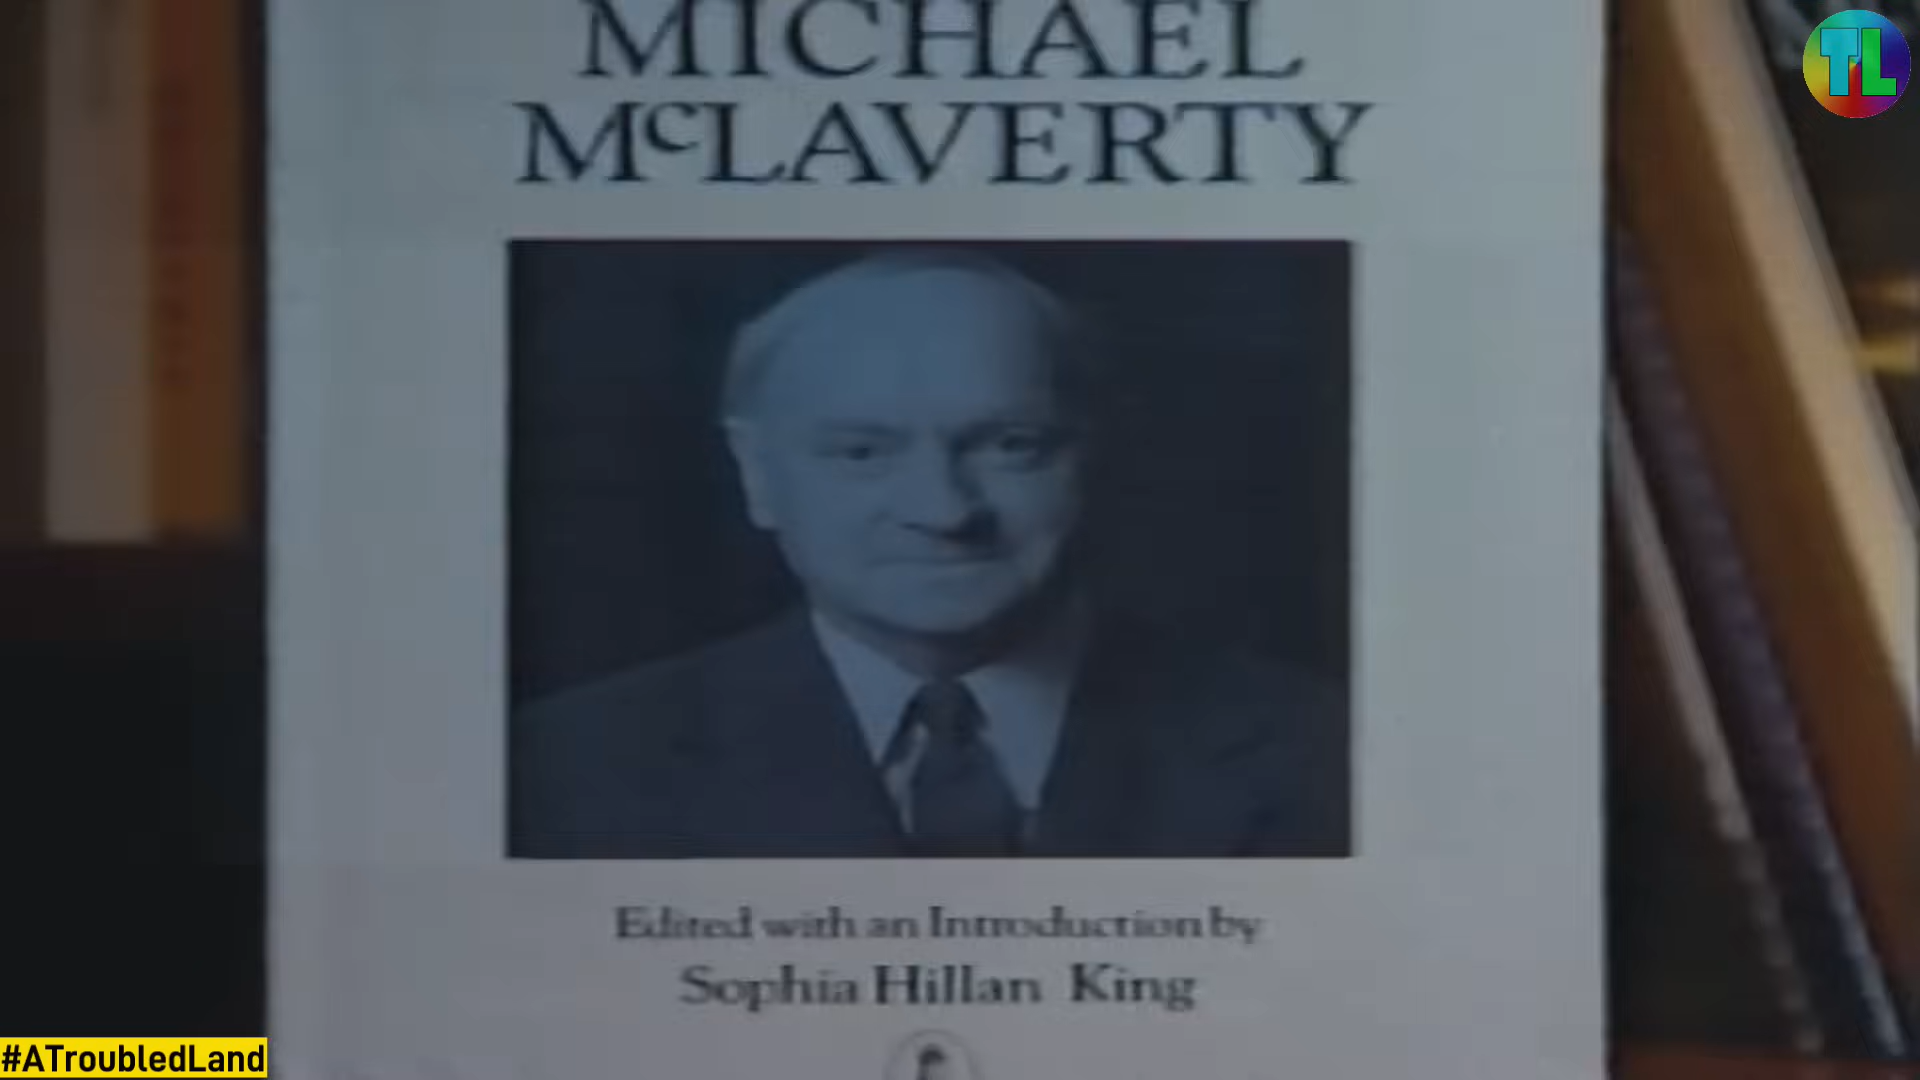 TL
MICHAEL
McLAVERTY
Edited with an Introduction by
Sophia Hillan King
#ATroubledLand